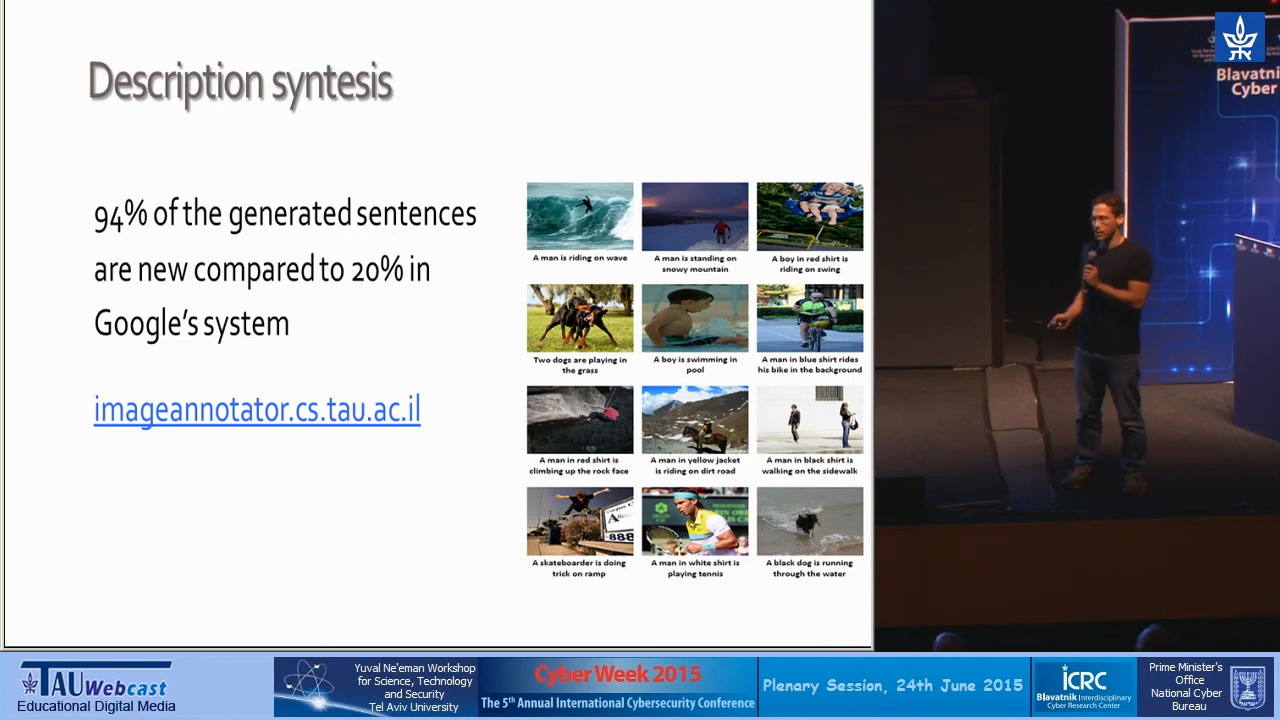 Description syntesis
94% of the generated sentences
are new compared to 20% in
Google's system
imageannotator.cs.tau.ac.il
A man is riding on wave
A man is standing on
snowy mountain
A boy in red shirt is
riding on swing
Two dogs are playing in
the grass
A boy is swimming in
pool
A man in blue shirt rides
his bike in the background
A man in red shirt is
climbing up the rock face
A man in yellow jacket
is riding on dirt road
A man in black shirt is
walking on the sidewalk
888
A skateboarder is doing
trick on ramp
A man in white shirt is
playing tennis
A black dog is running
through the water
Blavatni
Cyber
TAU Webcast
Educational Digital Media
Yuval Ne'eman Workshop
for Science, Technology
and Security
Tel Aviv University
Cyber Week 2015
The 5th Annual International Cybersecurity Conference
Plenary Session, 24th June 2015
ICRC
Blavatnik Interdisciplinary
Cyber Research Center
Prime Minister's
Office
National Cyber
Bureau